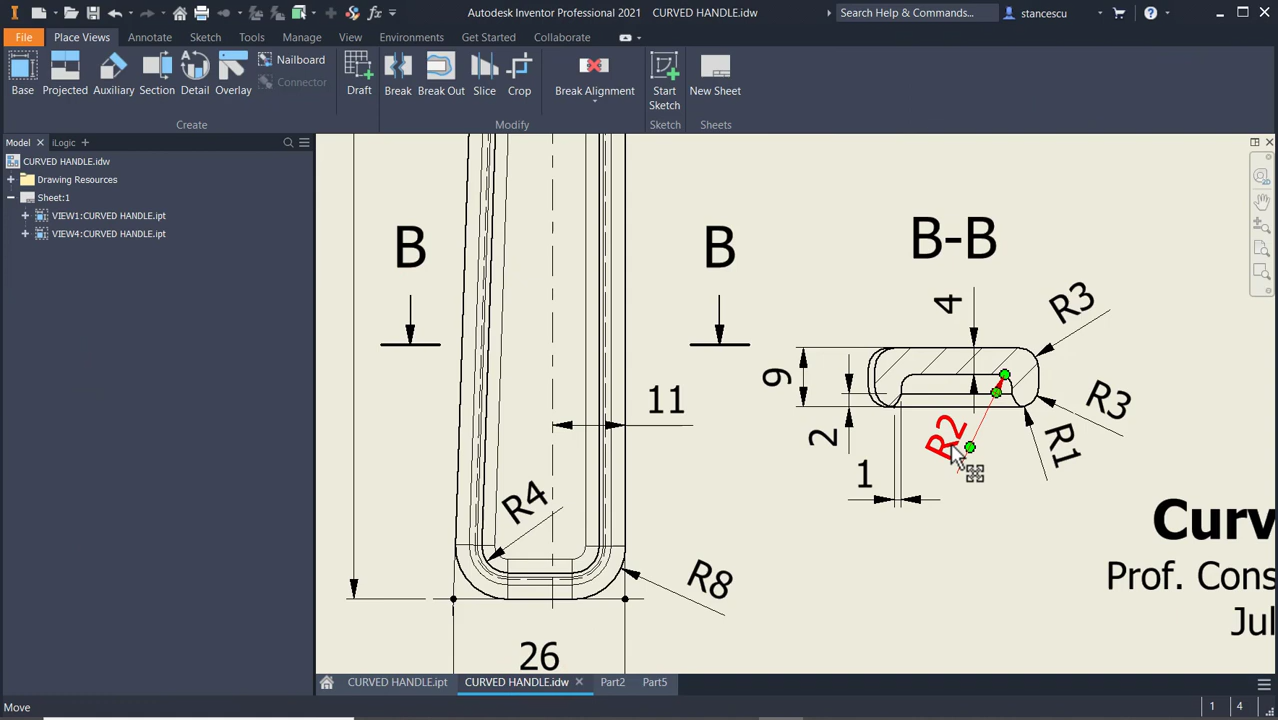 Autodesk Inventor Professional 2021 CURVED HANDLE.idw Search Help & Commands... stancescu
File Place Views Annotate Sketch Tools Manage View Environments Get Started Collaborate
Base Projected Auxiliary Section Detail Overlay Nailboard Connector Draft Break Break Out Slice Crop Break Alignment Start Sketch New Sheet
Create Modify Sketch Sheets
Model iLogic
CURVED HANDLE.idw
Drawing Resources
Sheet:1
VIEW1:CURVED HANDLE.ipt
VIEW4:CURVED HANDLE.ipt
B B B-B
4 R3
9 11 R3
2 R2 R1
1
R4
R8
26
Curv
Prof. Cons
Jul
CURVED HANDLE.ipt CURVED HANDLE.idw Part2 Part5
Move 1 4